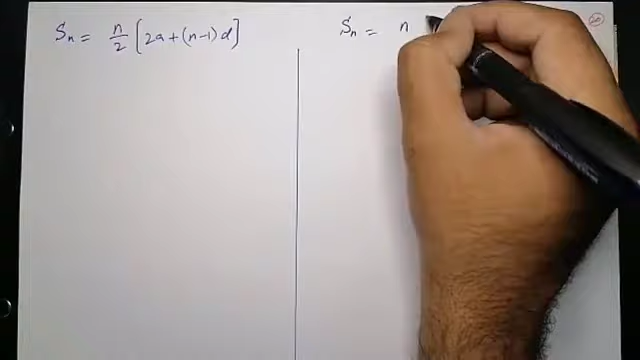 Sₙ = n/2 [2a + (n-1) d]
Sₙ = n